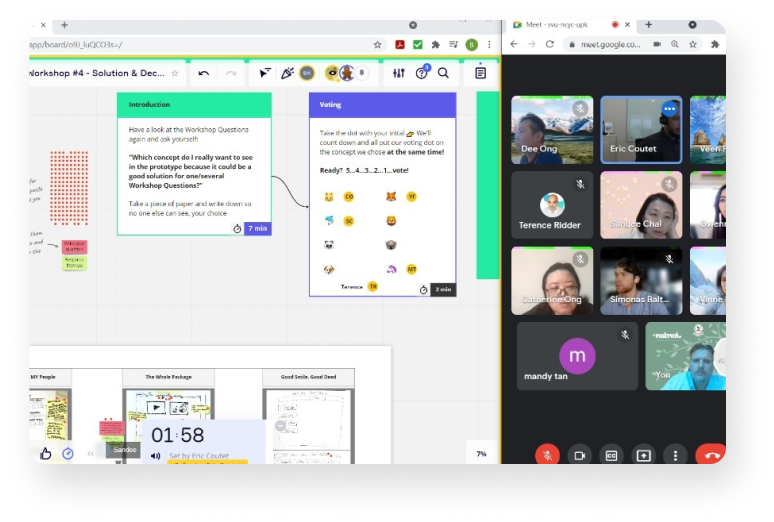 app/board/o9J_luQCO3s=/
Workshop #4 - Solution & Dec...
8
Introduction
Have a look at the Workshop Questions
again and ask yourself:
"Which concept do I really want to see
in the prototype because it could be a
good solution for one/several
Workshop Questions?"
Take a piece of paper and write down so
no one else can see, your choice
7 min
Voting
Take the dot with your inital 👉 We'll
count down and all put our voting dot on
the concept we chose at the same time!
Ready? 5...4...3...2...1...vote!
CO
YI
SC
MT
Terence TR
2 min
MY People
The Whole Package
Good Smile, Good Deed
01:58
Set by Eric Coutet
Sandee
7%
Meet - svu-ncyc-upk
meet.google.co...
Dee Ong
Eric Coutet
Veen
Terence Ridder
Sandee Chai
Gwenn
Catherine Ong
Simonas Balt...
Vinne
m
mandy tan
You